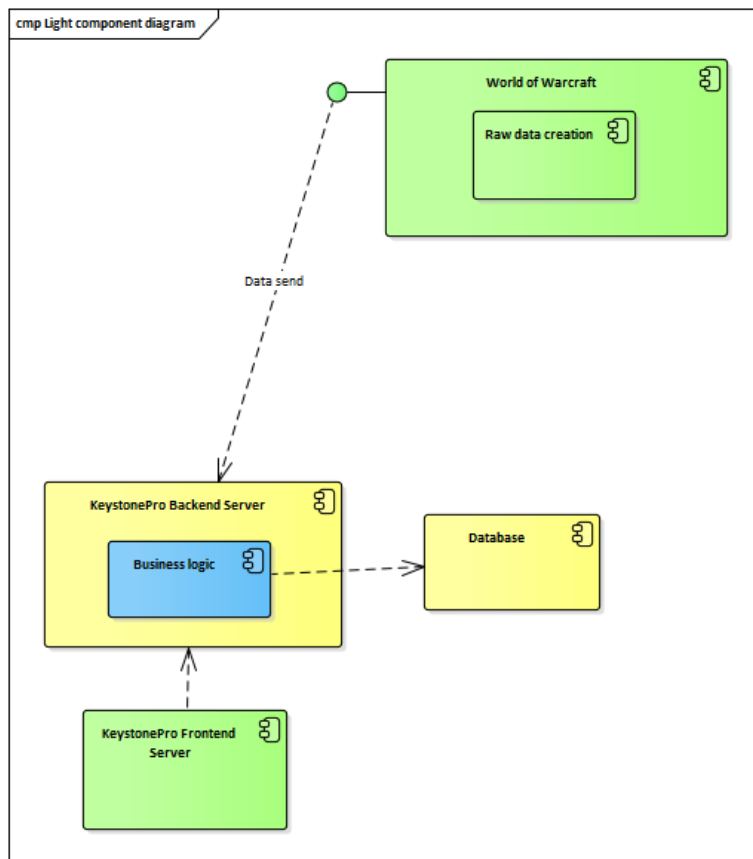 cmp Light component diagram
World of Warcraft
Raw data creation
Data send
KeystonePro Backend Server
Business logic
Database
KeystonePro Frontend
Server